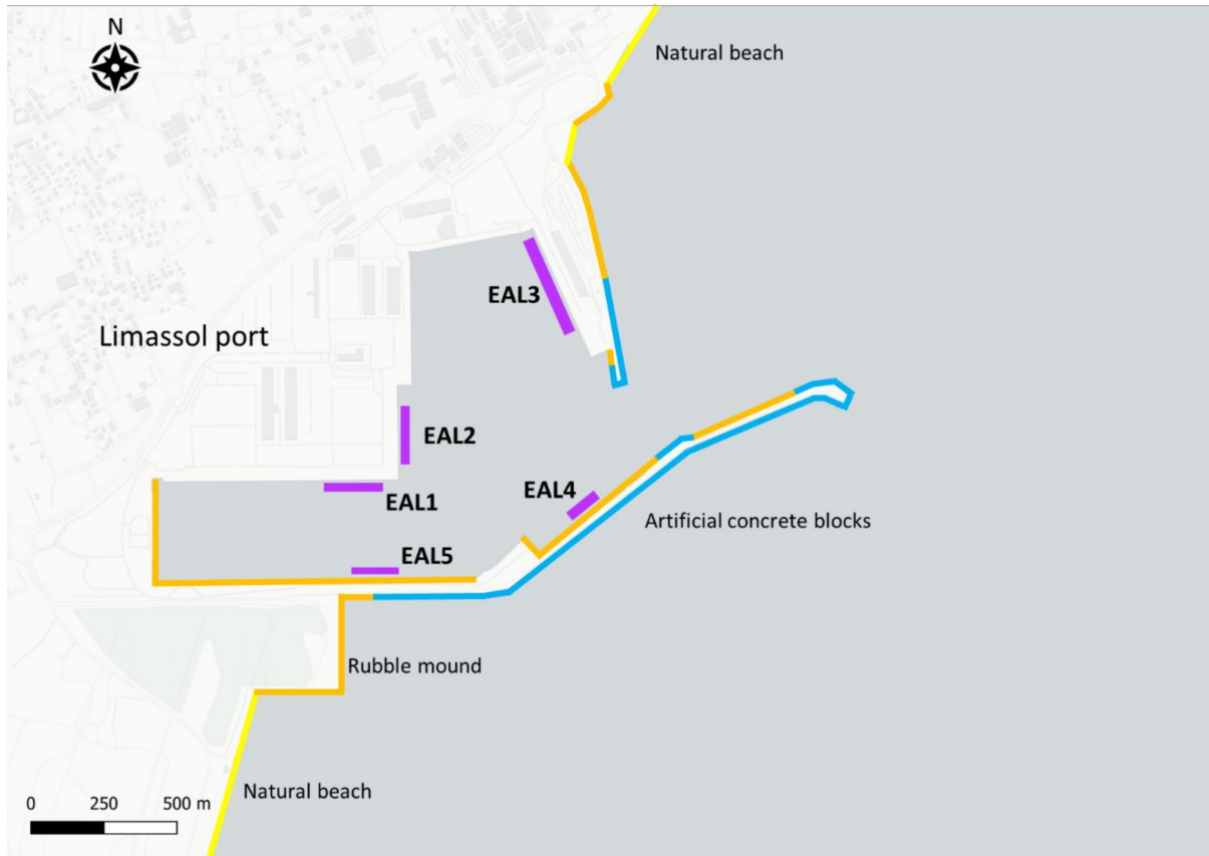 N
Natural beach
EAL3
Limassol port
EAL2
EAL4
EAL1
Artificial concrete blocks
EAL5
Rubble mound
Natural beach
0 250 500 m